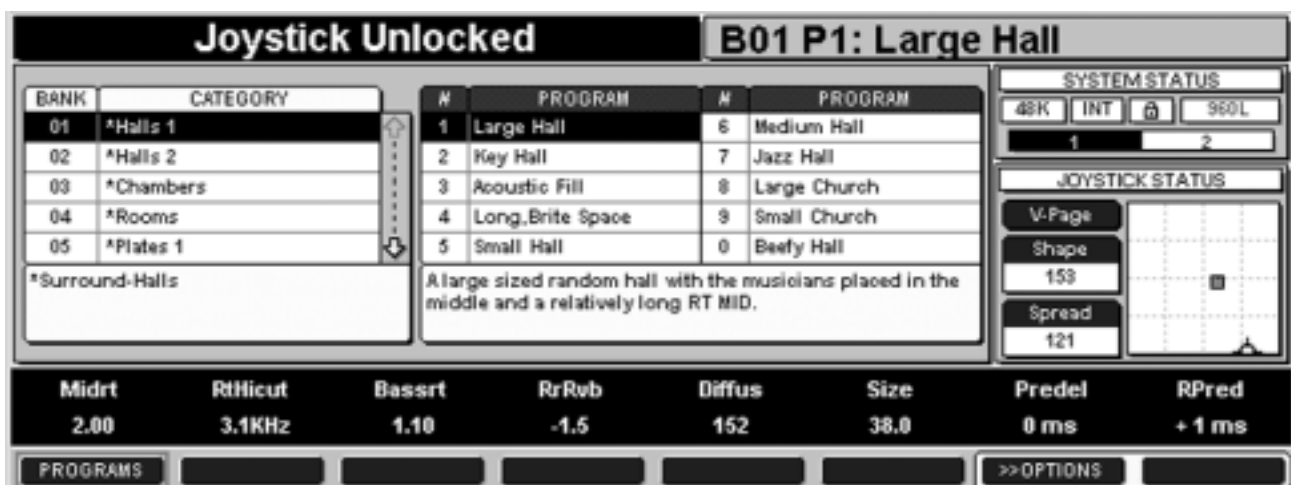 Joystick Unlocked
B01 P1: Large Hall
BANK CATEGORY
01 *Halls 1
02 *Halls 2
03 *Chambers
04 *Rooms
05 *Plates 1
*Surround-Halls
N PROGRAM N PROGRAM
1 Large Hall 6 Medium Hall
2 Key Hall 7 Jazz Hall
3 Acoustic Fill 8 Large Church
4 Long,Brite Space 9 Small Church
5 Small Hall 0 Beefy Hall
A large sized random hall with the musicians placed in the
middle and a relatively long RT MID.
SYSTEM STATUS
48K INT 960L
1 2
JOYSTICK STATUS
V-Page
Shape
153
Spread
121
Midrt RtHicut Bassrt RrRvb Diffus Size Predel RPred
2.00 3.1KHz 1.10 -1.5 152 38.0 0 ms + 1 ms
PROGRAMS >>OPTIONS